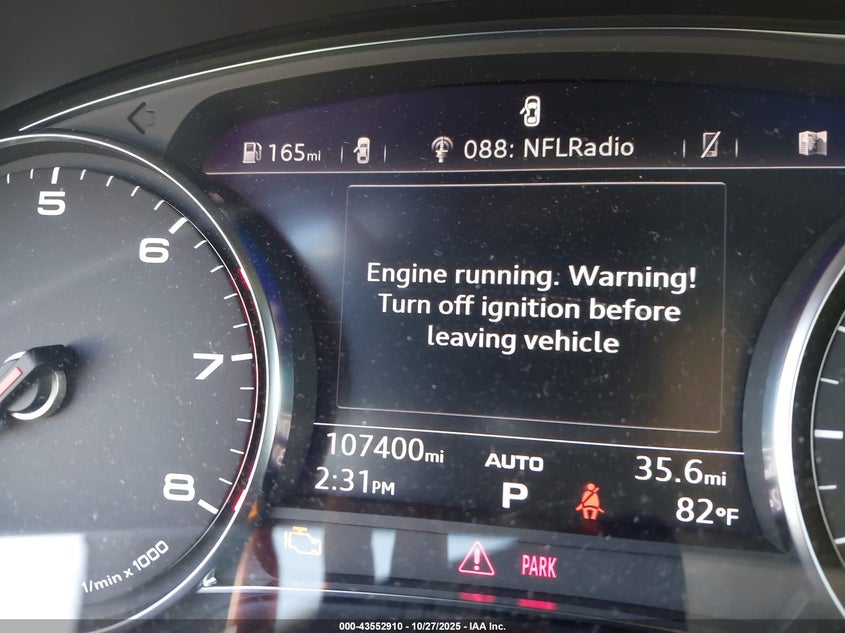 165mi
088: NFLRadio
5
6
7
8
1/min x 1000
Engine running. Warning!
Turn off ignition before
leaving vehicle
107400mi
AUTO
35.6mi
2:31PM
P
82°F
PARK
000-43552910 - 10/27/2025 - IAA Inc.